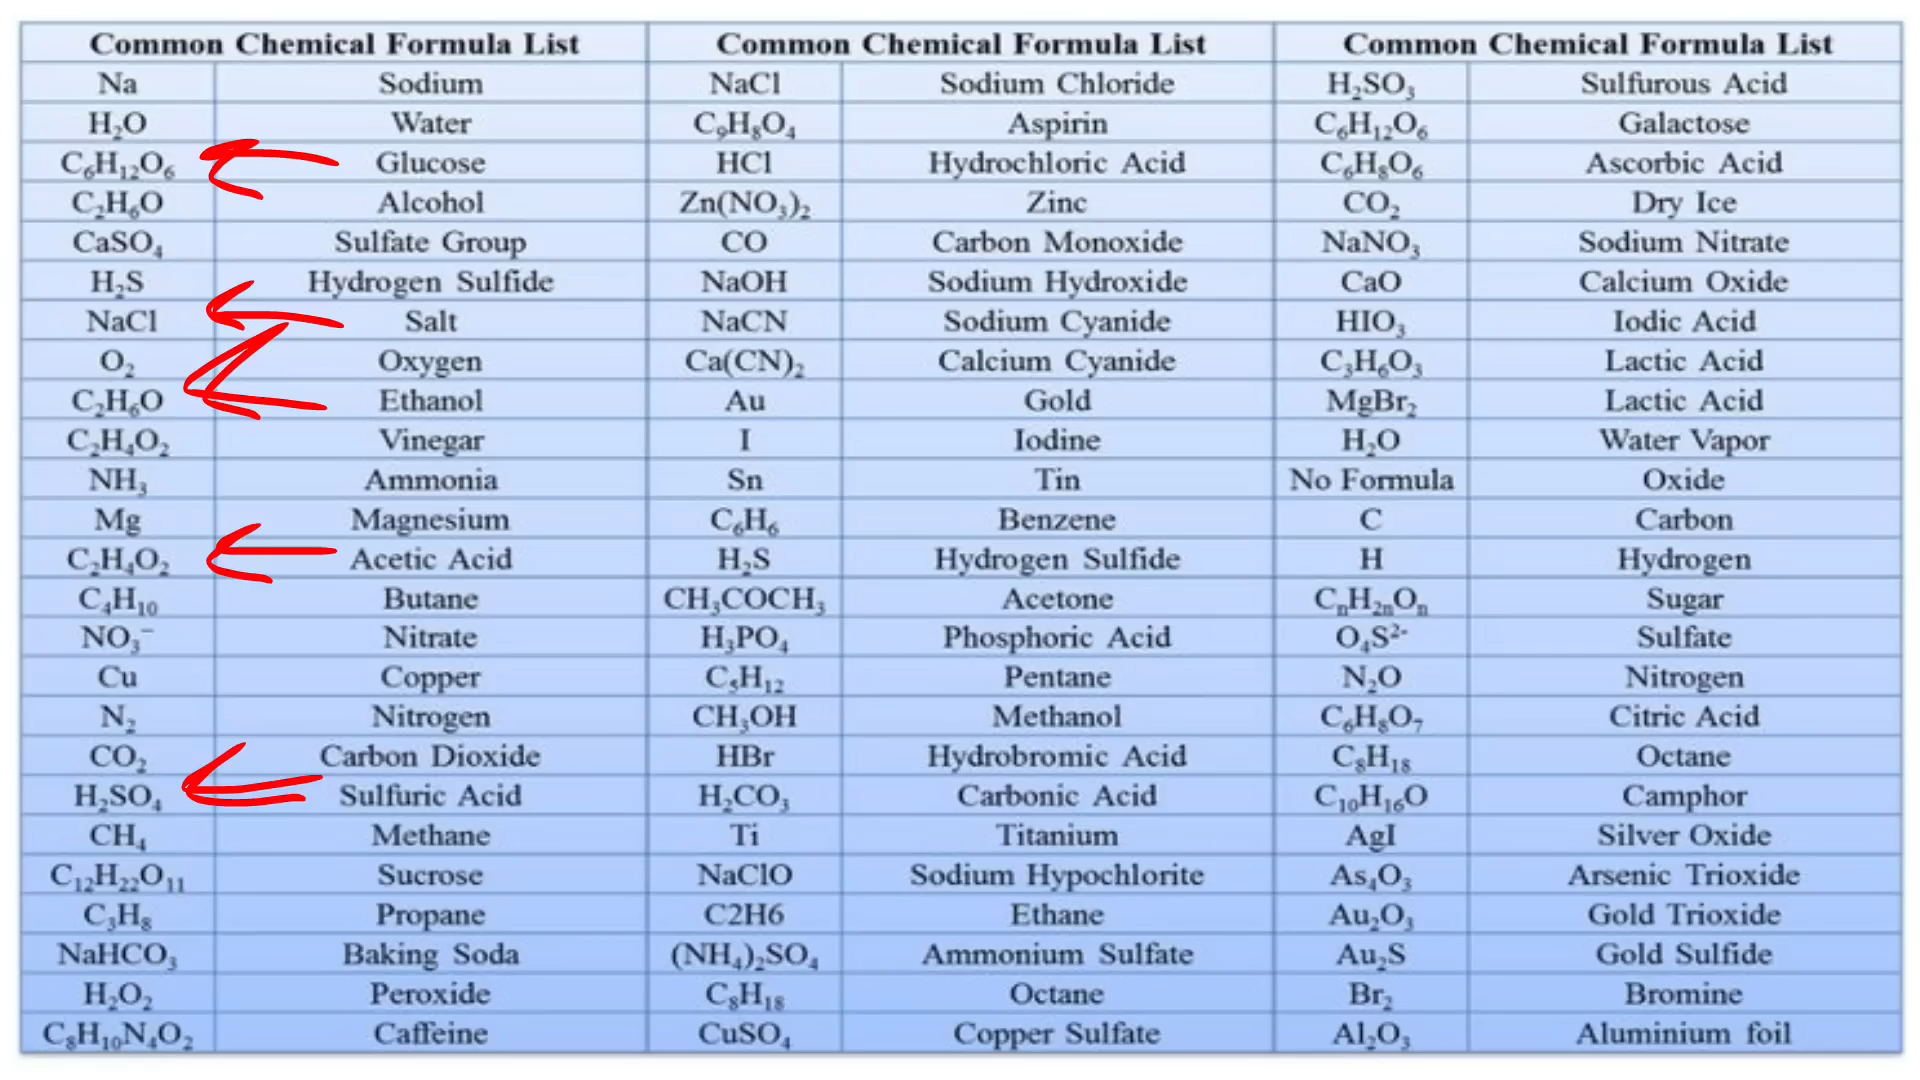 Common Chemical Formula List Common Chemical Formula List Common Chemical Formula List
Na Sodium NaCl Sodium Chloride H₂SO₃ Sulfurous Acid
H₂O Water C₉H₈O₄ Aspirin C₆H₁₂O₆ Galactose
C₆H₁₂O₆ Glucose HCl Hydrochloric Acid C₆H₈O₆ Ascorbic Acid
C₂H₆O Alcohol Zn(NO₃)₂ Zinc CO₂ Dry Ice
CaSO₄ Sulfate Group CO Carbon Monoxide NaNO₃ Sodium Nitrate
H₂S Hydrogen Sulfide NaOH Sodium Hydroxide CaO Calcium Oxide
NaCl Salt NaCN Sodium Cyanide HIO₃ Iodic Acid
O₂ Oxygen Ca(CN)₂ Calcium Cyanide C₃H₆O₃ Lactic Acid
C₂H₆O Ethanol Au Gold MgBr₂ Lactic Acid
C₂H₄O₂ Vinegar I Iodine H₂O Water Vapor
NH₃ Ammonia Sn Tin No Formula Oxide
Mg Magnesium C₆H₆ Benzene C Carbon
C₂H₄O₂ Acetic Acid H₂S Hydrogen Sulfide H Hydrogen
C₄H₁₀ Butane CH₃COCH₃ Acetone CₙH₂ₙOₙ Sugar
NO₃⁻ Nitrate H₃PO₄ Phosphoric Acid O₄S²⁻ Sulfate
Cu Copper C₅H₁₂ Pentane N₂O Nitrogen
N₂ Nitrogen CH₃OH Methanol C₆H₈O₇ Citric Acid
CO₂ Carbon Dioxide HBr Hydrobromic Acid C₈H₁₈ Octane
H₂SO₄ Sulfuric Acid H₂CO₃ Carbonic Acid C₁₀H₁₆O Camphor
CH₄ Methane Ti Titanium AgI Silver Oxide
C₁₂H₂₂O₁₁ Sucrose NaClO Sodium Hypochlorite As₄O₃ Arsenic Trioxide
C₃H₈ Propane C2H6 Ethane Au₂O₃ Gold Trioxide
NaHCO₃ Baking Soda (NH₄)₂SO₄ Ammonium Sulfate Au₂S Gold Sulfide
H₂O₂ Peroxide C₈H₁₈ Octane Br₂ Bromine
C₈H₁₀N₄O₂ Caffeine CuSO₄ Copper Sulfate Al₂O₃ Aluminium foil